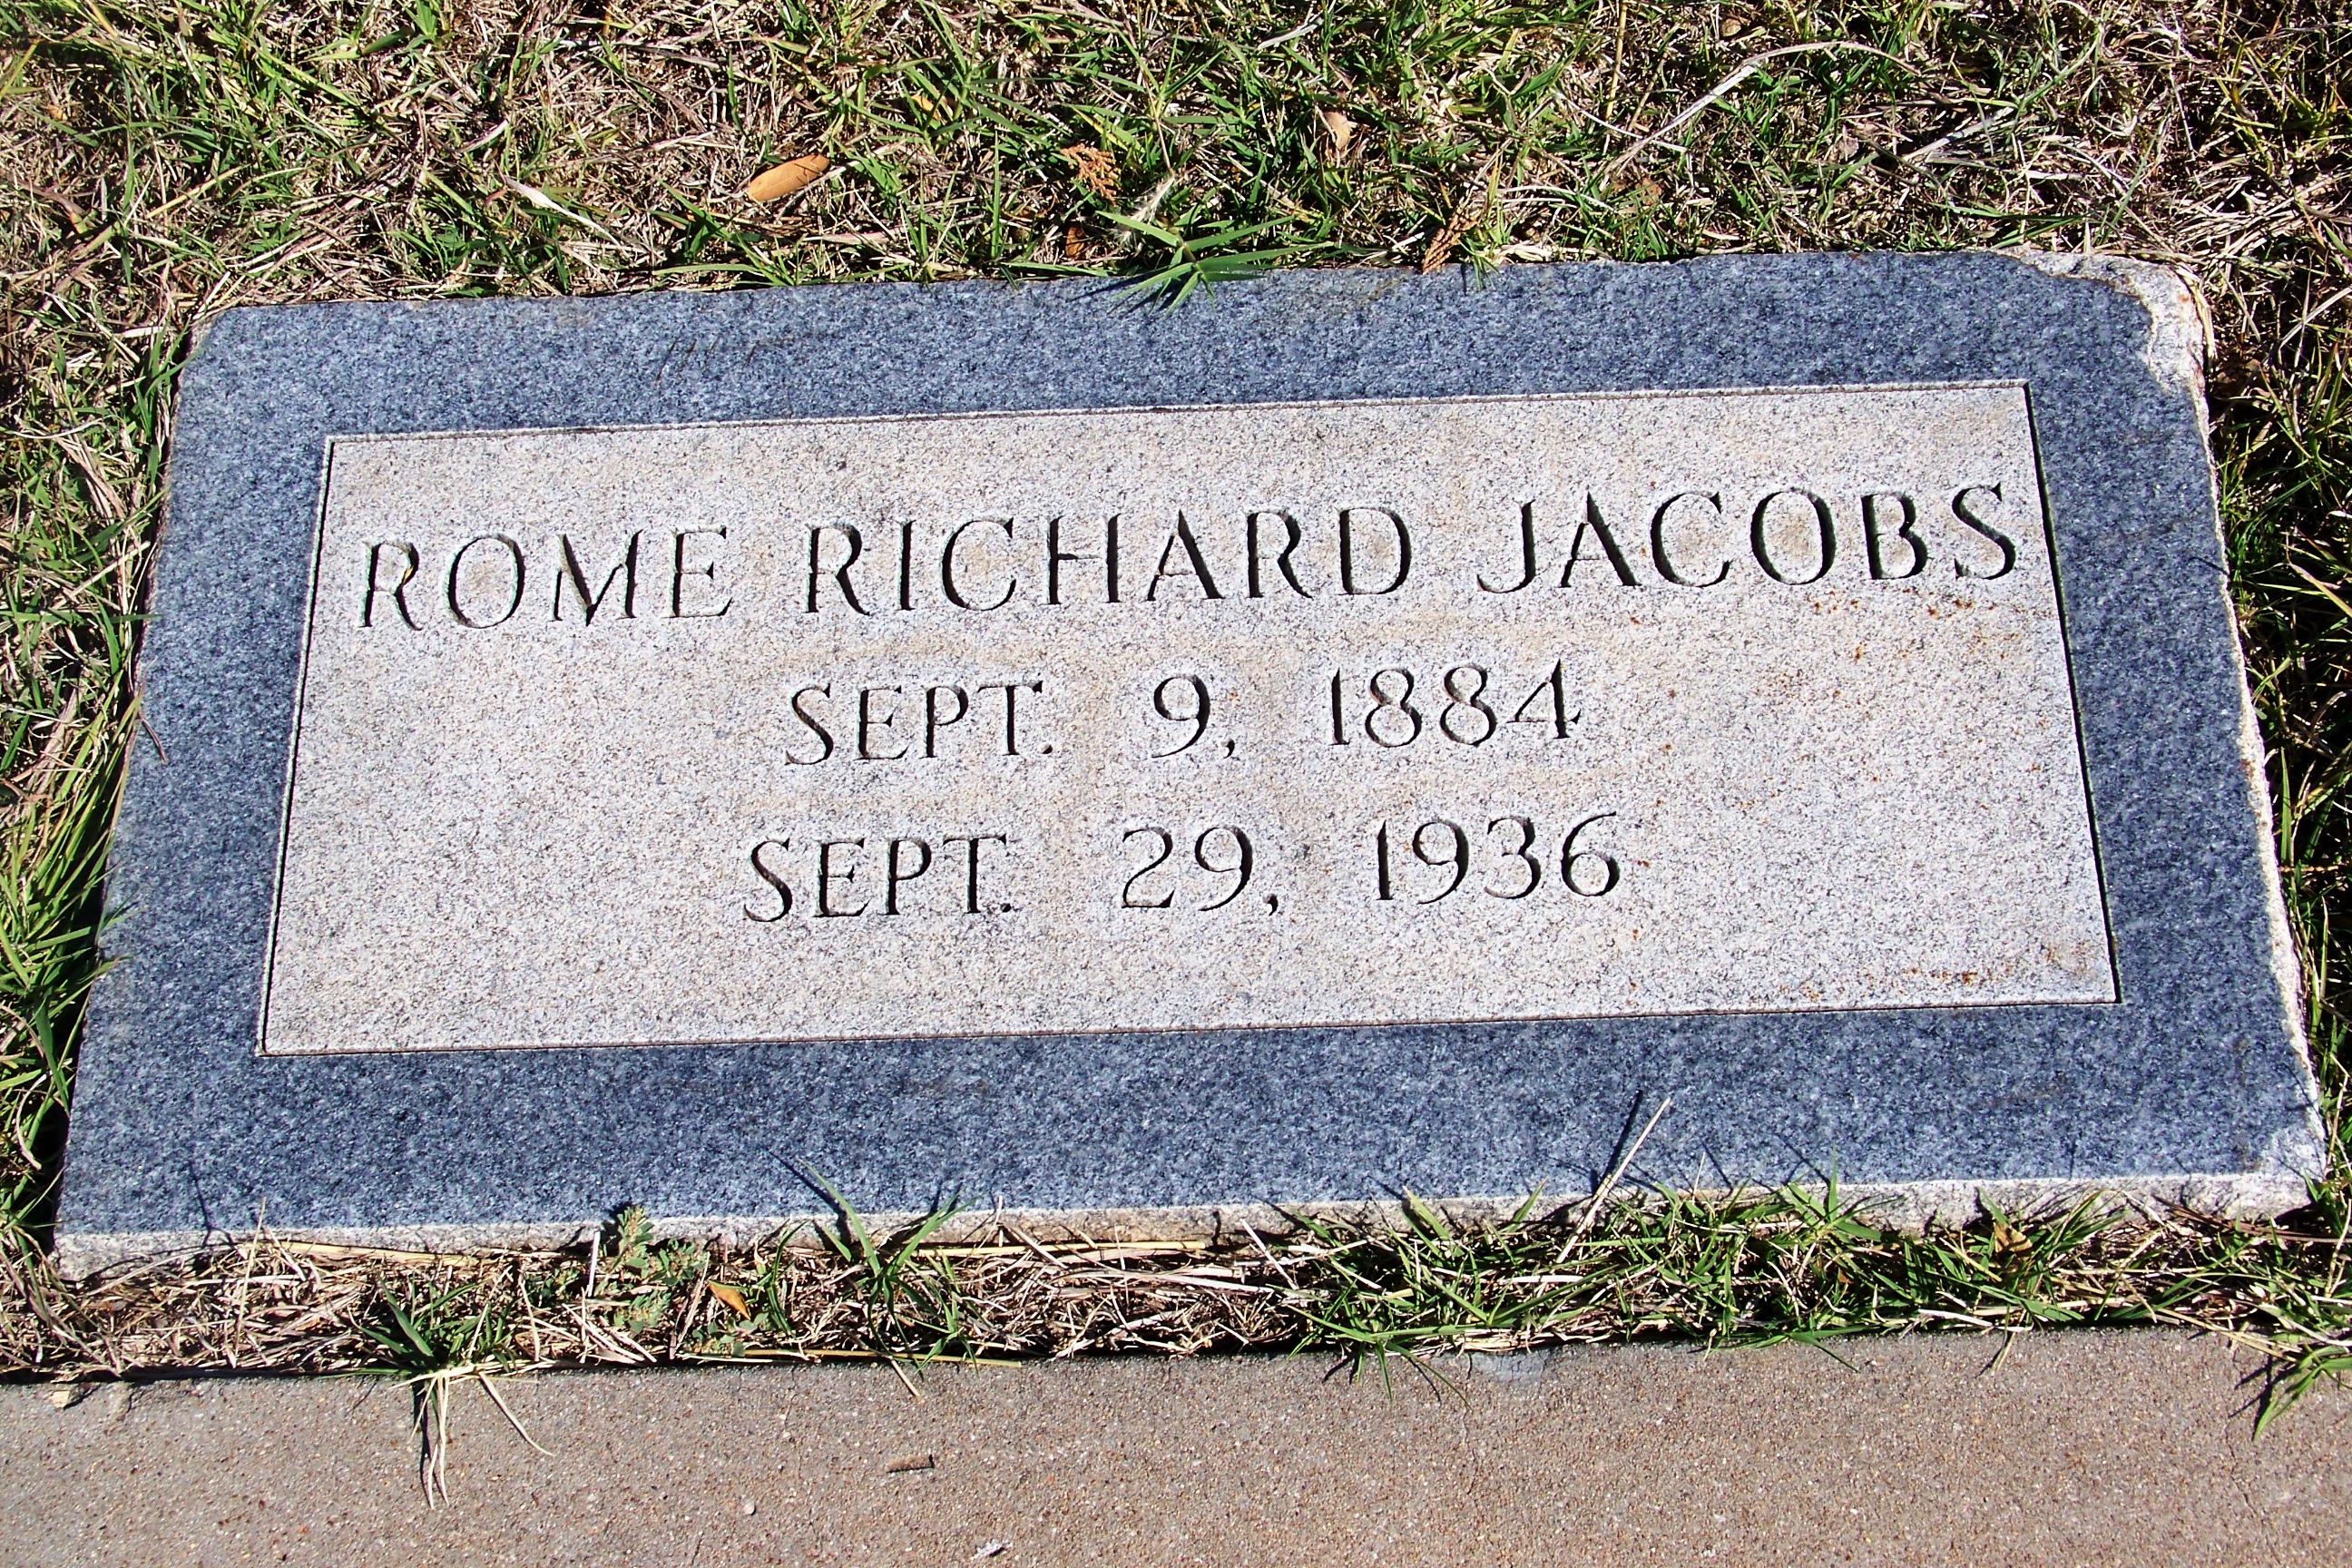 ROME RICHARD JACOBS
SEPT. 9, 1884
SEPT. 29, 1936